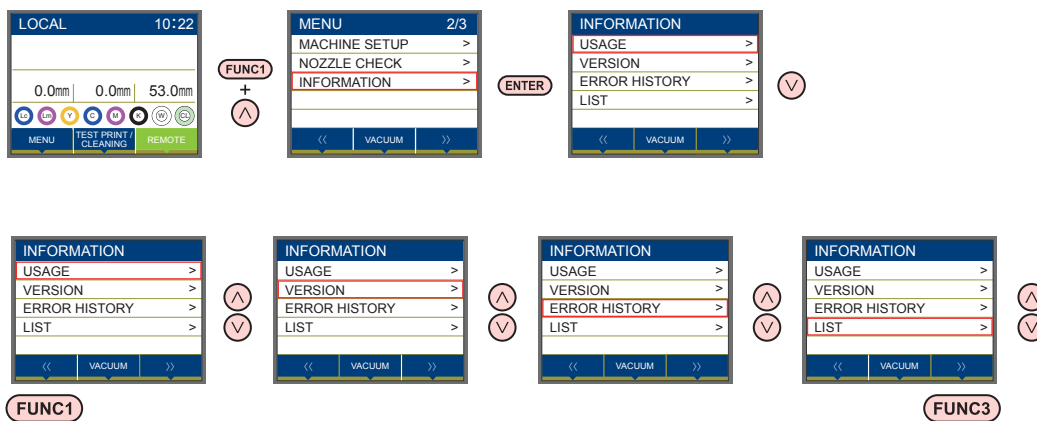 LOCAL 10:22
0.0mm 0.0mm 53.0mm
Lc Lm Y C M K W CL
MENU TEST PRINT / CLEANING REMOTE
FUNC1
+
MENU 2/3
MACHINE SETUP >
NOZZLE CHECK >
INFORMATION >
<< VACUUM >>
ENTER
INFORMATION
USAGE >
VERSION >
ERROR HISTORY >
LIST >
<< VACUUM >>
INFORMATION
USAGE >
VERSION >
ERROR HISTORY >
LIST >
<< VACUUM >>
FUNC1
INFORMATION
USAGE >
VERSION >
ERROR HISTORY >
LIST >
<< VACUUM >>
INFORMATION
USAGE >
VERSION >
ERROR HISTORY >
LIST >
<< VACUUM >>
INFORMATION
USAGE >
VERSION >
ERROR HISTORY >
LIST >
<< VACUUM >>
FUNC3